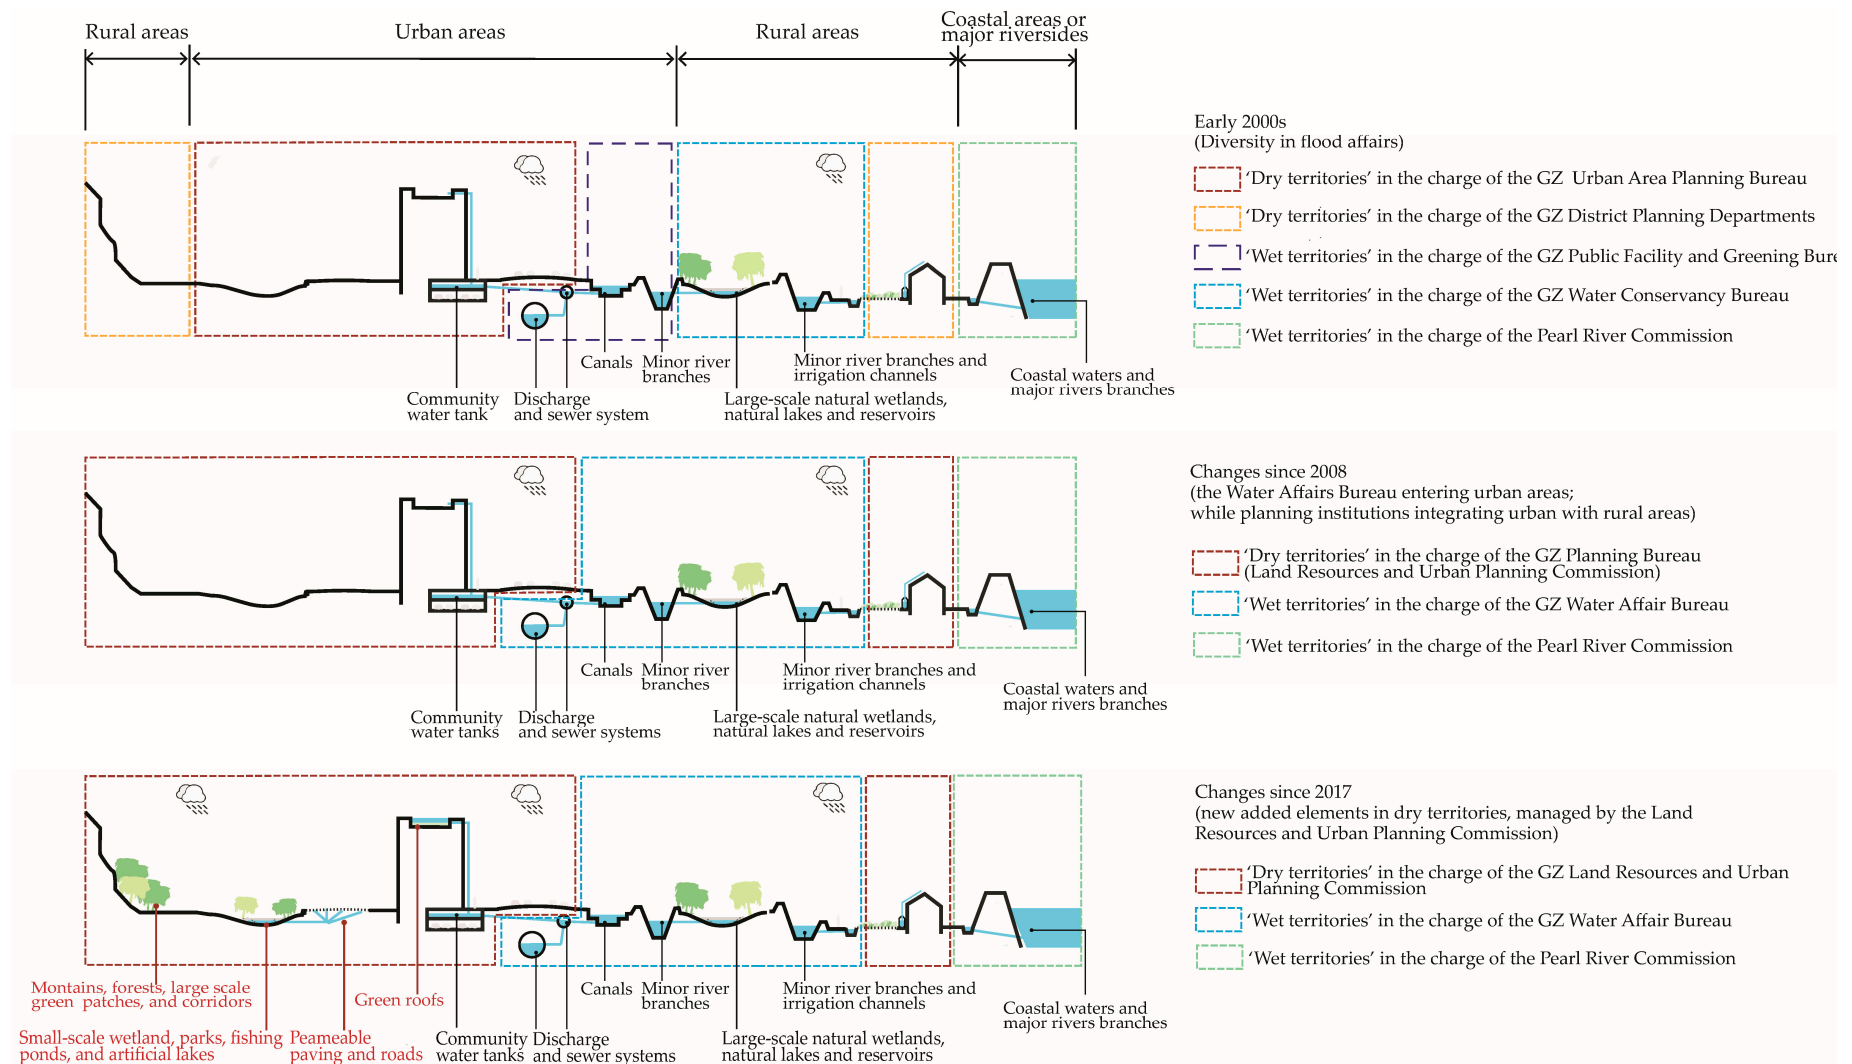 Rural areas
Urban areas
Rural areas
Coastal areas or
major riversides
Early 2000s
(Diversity in flood affairs)
‘Dry territories’ in the charge of the GZ Urban Area Planning Bureau
‘Dry territories’ in the charge of the GZ District Planning Departments
‘Wet territories’ in the charge of the GZ Public Facility and Greening Bure
‘Wet territories’ in the charge of the GZ Water Conservancy Bureau
‘Wet territories’ in the charge of the Pearl River Commission
Canals
Minor river
branches
Minor river branches and
irrigation channels
Coastal waters and
major rivers branches
Community
water tank
Discharge
and sewer system
Large-scale natural wetlands,
natural lakes and reservoirs
Changes since 2008
(the Water Affairs Bureau entering urban areas;
while planning institutions integrating urban with rural areas)
‘Dry territories’ in the charge of the GZ Planning Bureau
(Land Resources and Urban Planning Commission)
‘Wet territories’ in the charge of the GZ Water Affair Bureau
‘Wet territories’ in the charge of the Pearl River Commission
Canals
Minor river
branches
Minor river branches and
irrigation channels
Coastal waters and
major rivers branches
Community
water tanks
Discharge
and sewer systems
Large-scale natural wetlands,
natural lakes and reservoirs
Changes since 2017
(new added elements in dry territories, managed by the Land
Resources and Urban Planning Commission)
‘Dry territories’ in the charge of the GZ Land Resources and Urban
Planning Commission
‘Wet territories’ in the charge of the GZ Water Affair Bureau
‘Wet territories’ in the charge of the Pearl River Commission
Montains, forests, large scale
green patches, and corridors
Green roofs
Canals
Minor river
branches
Minor river branches and
irrigation channels
Coastal waters and
major rivers branches
Small-scale wetland, parks, fishing
ponds, and artificial lakes
Peameable
paving and roads
Community
water tanks
Discharge
and sewer systems
Large-scale natural wetlands,
natural lakes and reservoirs